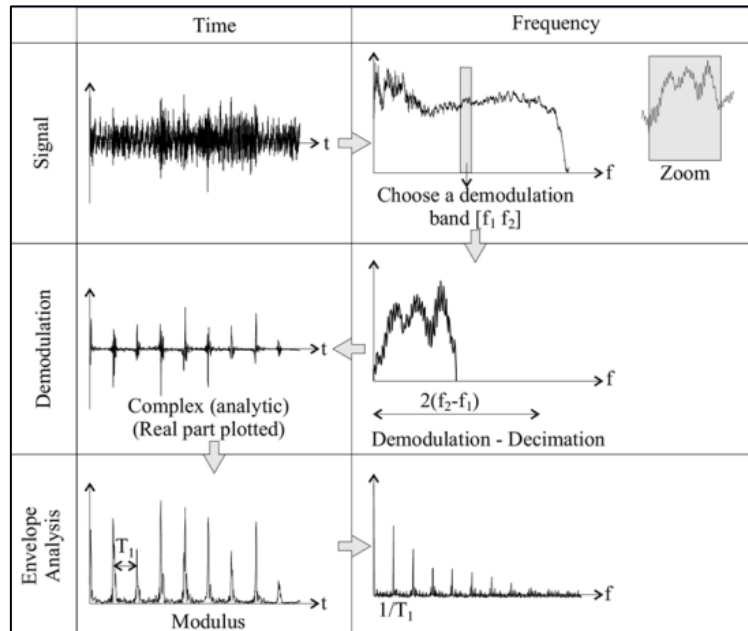 Time
Frequency
Signal
t
f
Choose a demodulation
band [f₁ f₂]
Zoom
Demodulation
t
Complex (analytic)
(Real part plotted)
f
2(f₂-f₁)
Demodulation - Decimation
Envelope
Analysis
T₁
t
Modulus
1/T₁
f